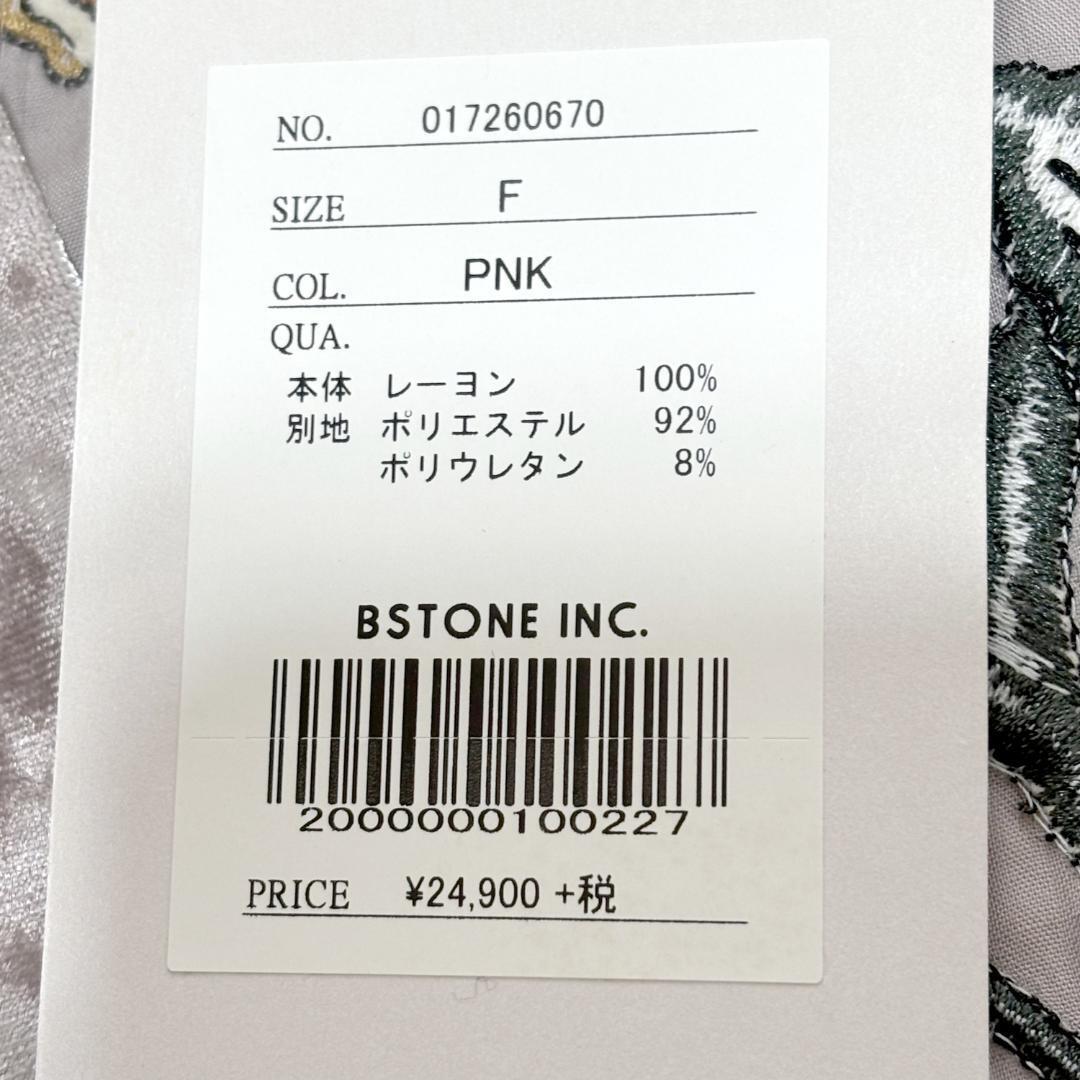 NO. 017260670
SIZE F
COL. PNK
QUA.
本体 レーヨン 100%
別地 ポリエステル 92%
ポリウレタン 8%
BSTONE INC.
2000000100227
PRICE ¥24,900 +税